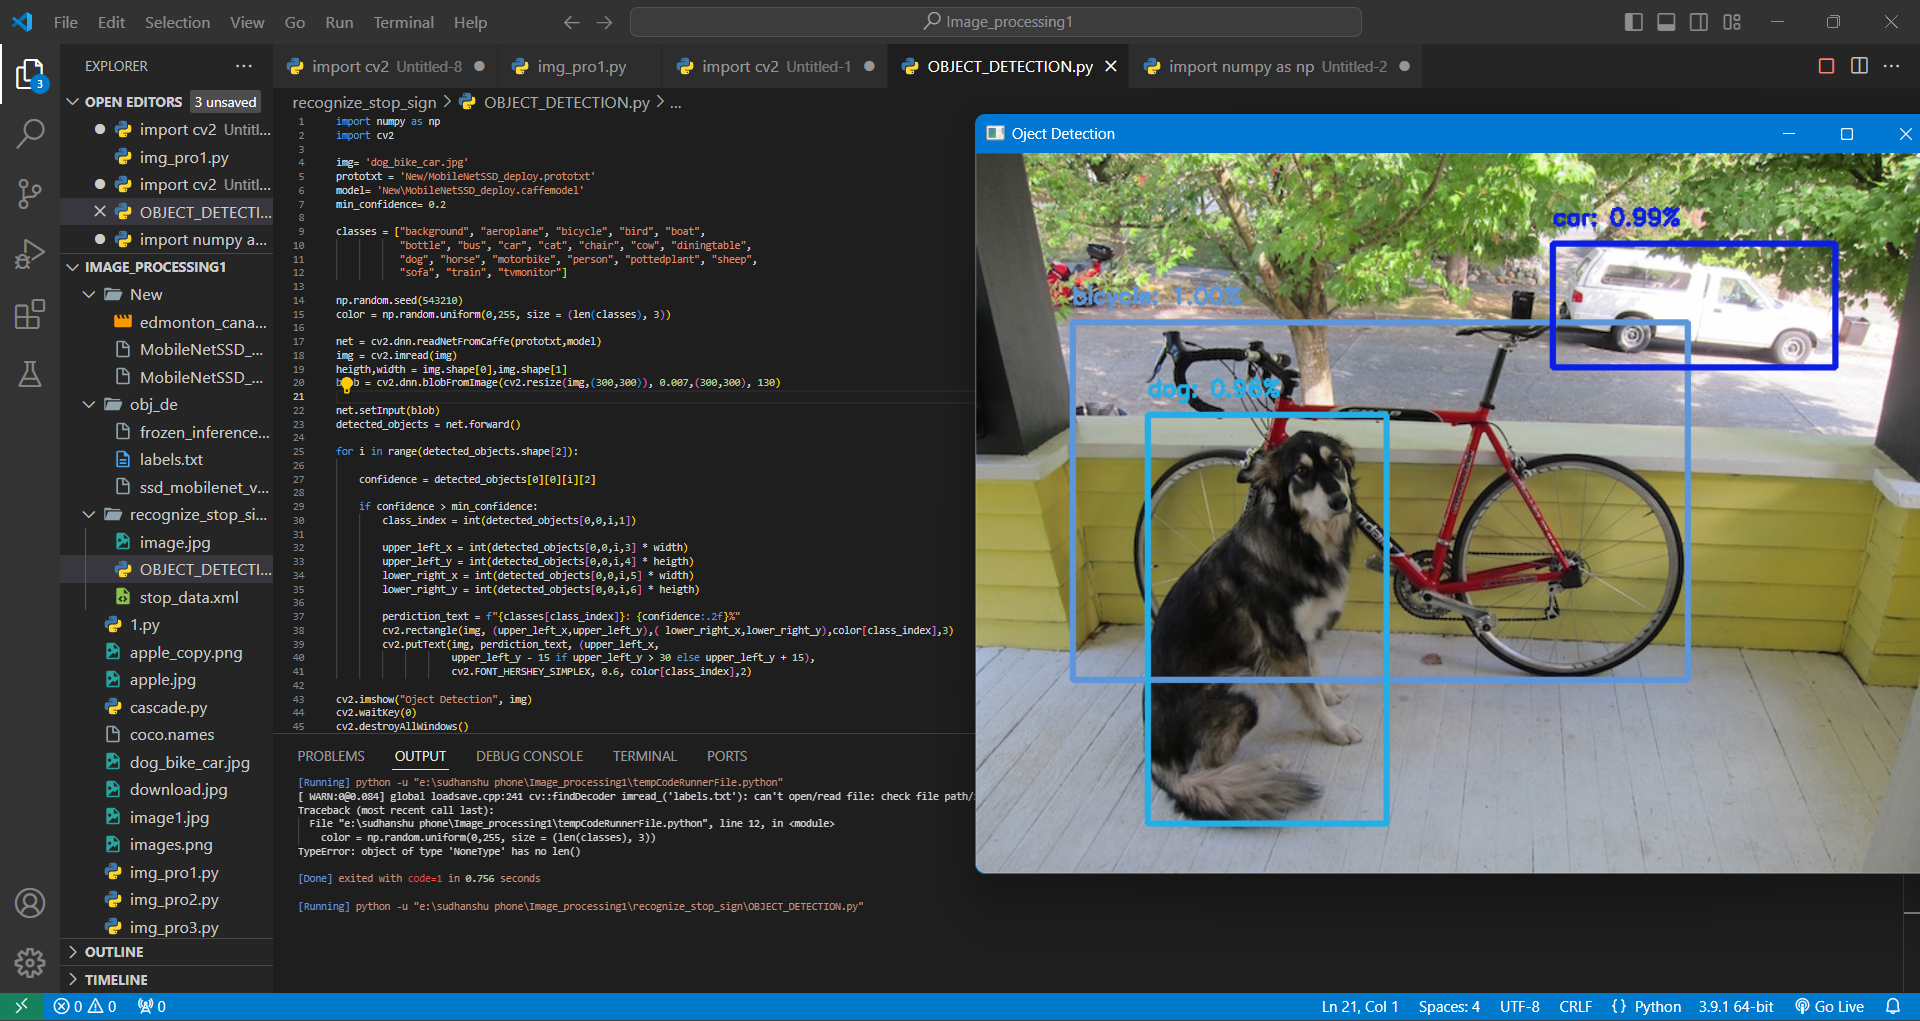 File Edit Selection View Go Run Terminal Help
Image_processing1
EXPLORER
import cv2 Untitled-8
img_pro1.py
import cv2 Untitled-1
OBJECT_DETECTION.py
import numpy as np Untitled-2
OPEN EDITORS 3 unsaved
import cv2 Untitl...
img_pro1.py
import cv2 Untitl...
OBJECT_DETECTI...
import numpy a...
IMAGE_PROCESSING1
New
edmonton_cana...
MobileNetSSD_...
MobileNetSSD_...
obj_de
frozen_inference...
labels.txt
ssd_mobilenet_v...
recognize_stop_si...
image.jpg
OBJECT_DETECTI...
stop_data.xml
1.py
apple_copy.png
apple.jpg
cascade.py
coco.names
dog_bike_car.jpg
download.jpg
image1.jpg
images.png
img_pro1.py
img_pro2.py
img_pro3.py
OUTLINE
TIMELINE
3
recognize_stop_sign > OBJECT_DETECTION.py > ...
1 import numpy as np
2 import cv2
3
4 img= 'dog_bike_car.jpg'
5 prototxt = 'New/MobileNetSSD_deploy.prototxt'
6 model= 'New\MobileNetSSD_deploy.caffemodel'
7 min_confidence= 0.2
8
9 classes = ["background", "aeroplane", "bicycle", "bird", "boat",
10 "bottle", "bus", "car", "cat", "chair", "cow", "diningtable",
11 "dog", "horse", "motorbike", "person", "pottedplant", "sheep",
12 "sofa", "train", "tvmonitor"]
13
14 np.random.seed(543210)
15 color = np.random.uniform(0,255, size = (len(classes), 3))
16
17 net = cv2.dnn.readNetFromCaffe(prototxt,model)
18 img = cv2.imread(img)
19 heigth,width = img.shape[0],img.shape[1]
20 b b = cv2.dnn.blobFromImage(cv2.resize(img,(300,300)), 0.007,(300,300), 130)
21
22 net.setInput(blob)
23 detected_objects = net.forward()
24
25 for i in range(detected_objects.shape[2]):
26
27 confidence = detected_objects[0][0][i][2]
28
29 if confidence > min_confidence:
30 class_index = int(detected_objects[0,0,i,1])
31
32 upper_left_x = int(detected_objects[0,0,i,3] * width)
33 upper_left_y = int(detected_objects[0,0,i,4] * heigth)
34 lower_right_x = int(detected_objects[0,0,i,5] * width)
35 lower_right_y = int(detected_objects[0,0,i,6] * heigth)
36
37 perdiction_text = f"{classes[class_index]}: {confidence:.2f}%"
38 cv2.rectangle(img, (upper_left_x,upper_left_y),( lower_right_x,lower_right_y),color[class_index],3)
39 cv2.putText(img, perdiction_text, (upper_left_x,
40 upper_left_y - 15 if upper_left_y > 30 else upper_left_y + 15),
41 cv2.FONT_HERSHEY_SIMPLEX, 0.6, color[class_index],2)
42
43 cv2.imshow("Oject Detection", img)
44 cv2.waitKey(0)
45 cv2.destroyAllWindows()
PROBLEMS OUTPUT DEBUG CONSOLE TERMINAL PORTS
[Running] python -u "e:\sudhanshu phone\Image_processing1\tempCodeRunnerFile.python"
[ WARN:0@0.084] global loadsave.cpp:241 cv::findDecoder imread_('labels.txt'): can't open/read file: check file path/
Traceback (most recent call last):
File "e:\sudhanshu phone\Image_processing1\tempCodeRunnerFile.python", line 12, in <module>
color = np.random.uniform(0,255, size = (len(classes), 3))
TypeError: object of type 'NoneType' has no len()
[Done] exited with code=1 in 0.756 seconds
[Running] python -u "e:\sudhanshu phone\Image_processing1\recognize_stop_sign\OBJECT_DETECTION.py"
Oject Detection
car: 0.99%
bicycle: 1.00%
dog: 0.96%
0 0 0
Ln 21, Col 1 Spaces: 4 UTF-8 CRLF {} Python 3.9.1 64-bit Go Live